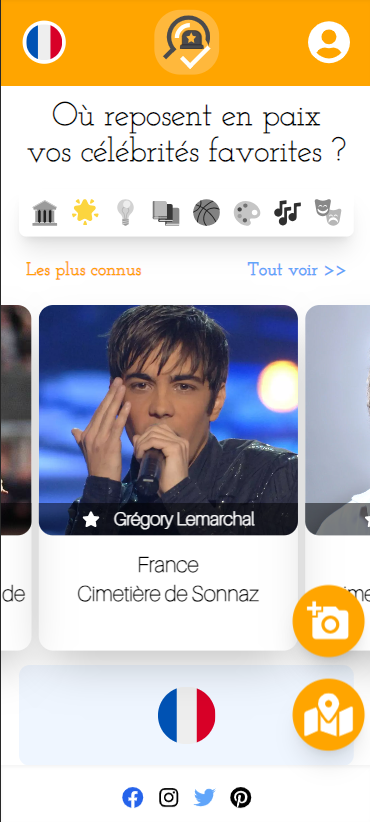 Où reposent en paix
vos célébrités favorites ?
Les plus connus
Tout voir >>
Grégory Lemarchal
France
Cimetière de Sonnaz
de